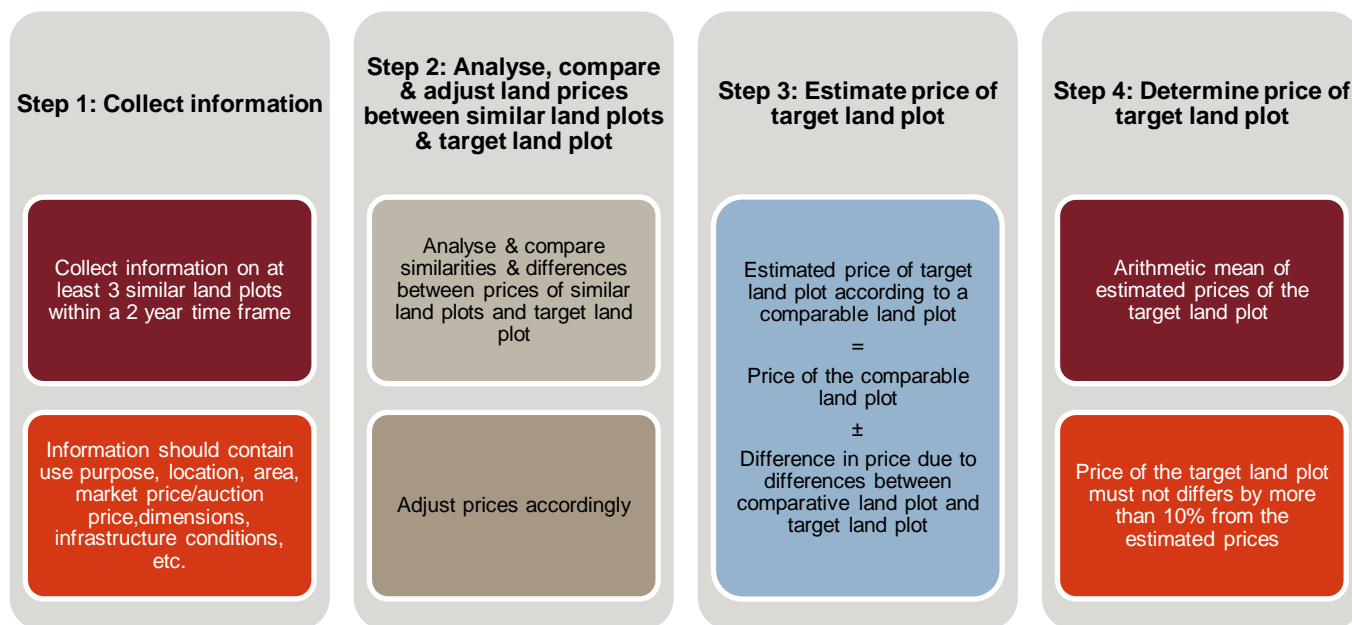 Step 1: Collect information
Collect information on at
least 3 similar land plots
within a 2 year time frame
Information should contain
use purpose, location, area,
market price/auction
price,dimensions,
infrastructure conditions,
etc.
Step 2: Analyse, compare
& adjust land prices
between similar land plots
& target land plot
Analyse & compare
similarities & differences
between prices of similar
land plots and target land
plot
Adjust prices accordingly
Step 3: Estimate price of
target land plot
Estimated price of target
land plot according to a
comparable land plot
=
Price of the comparable
land plot
±
Difference in price due to
differences between
comparative land plot and
target land plot
Step 4: Determine price of
target land plot
Arithmetic mean of
estimated prices of the
target land plot
Price of the target land plot
must not differs by more
than 10% from the
estimated prices